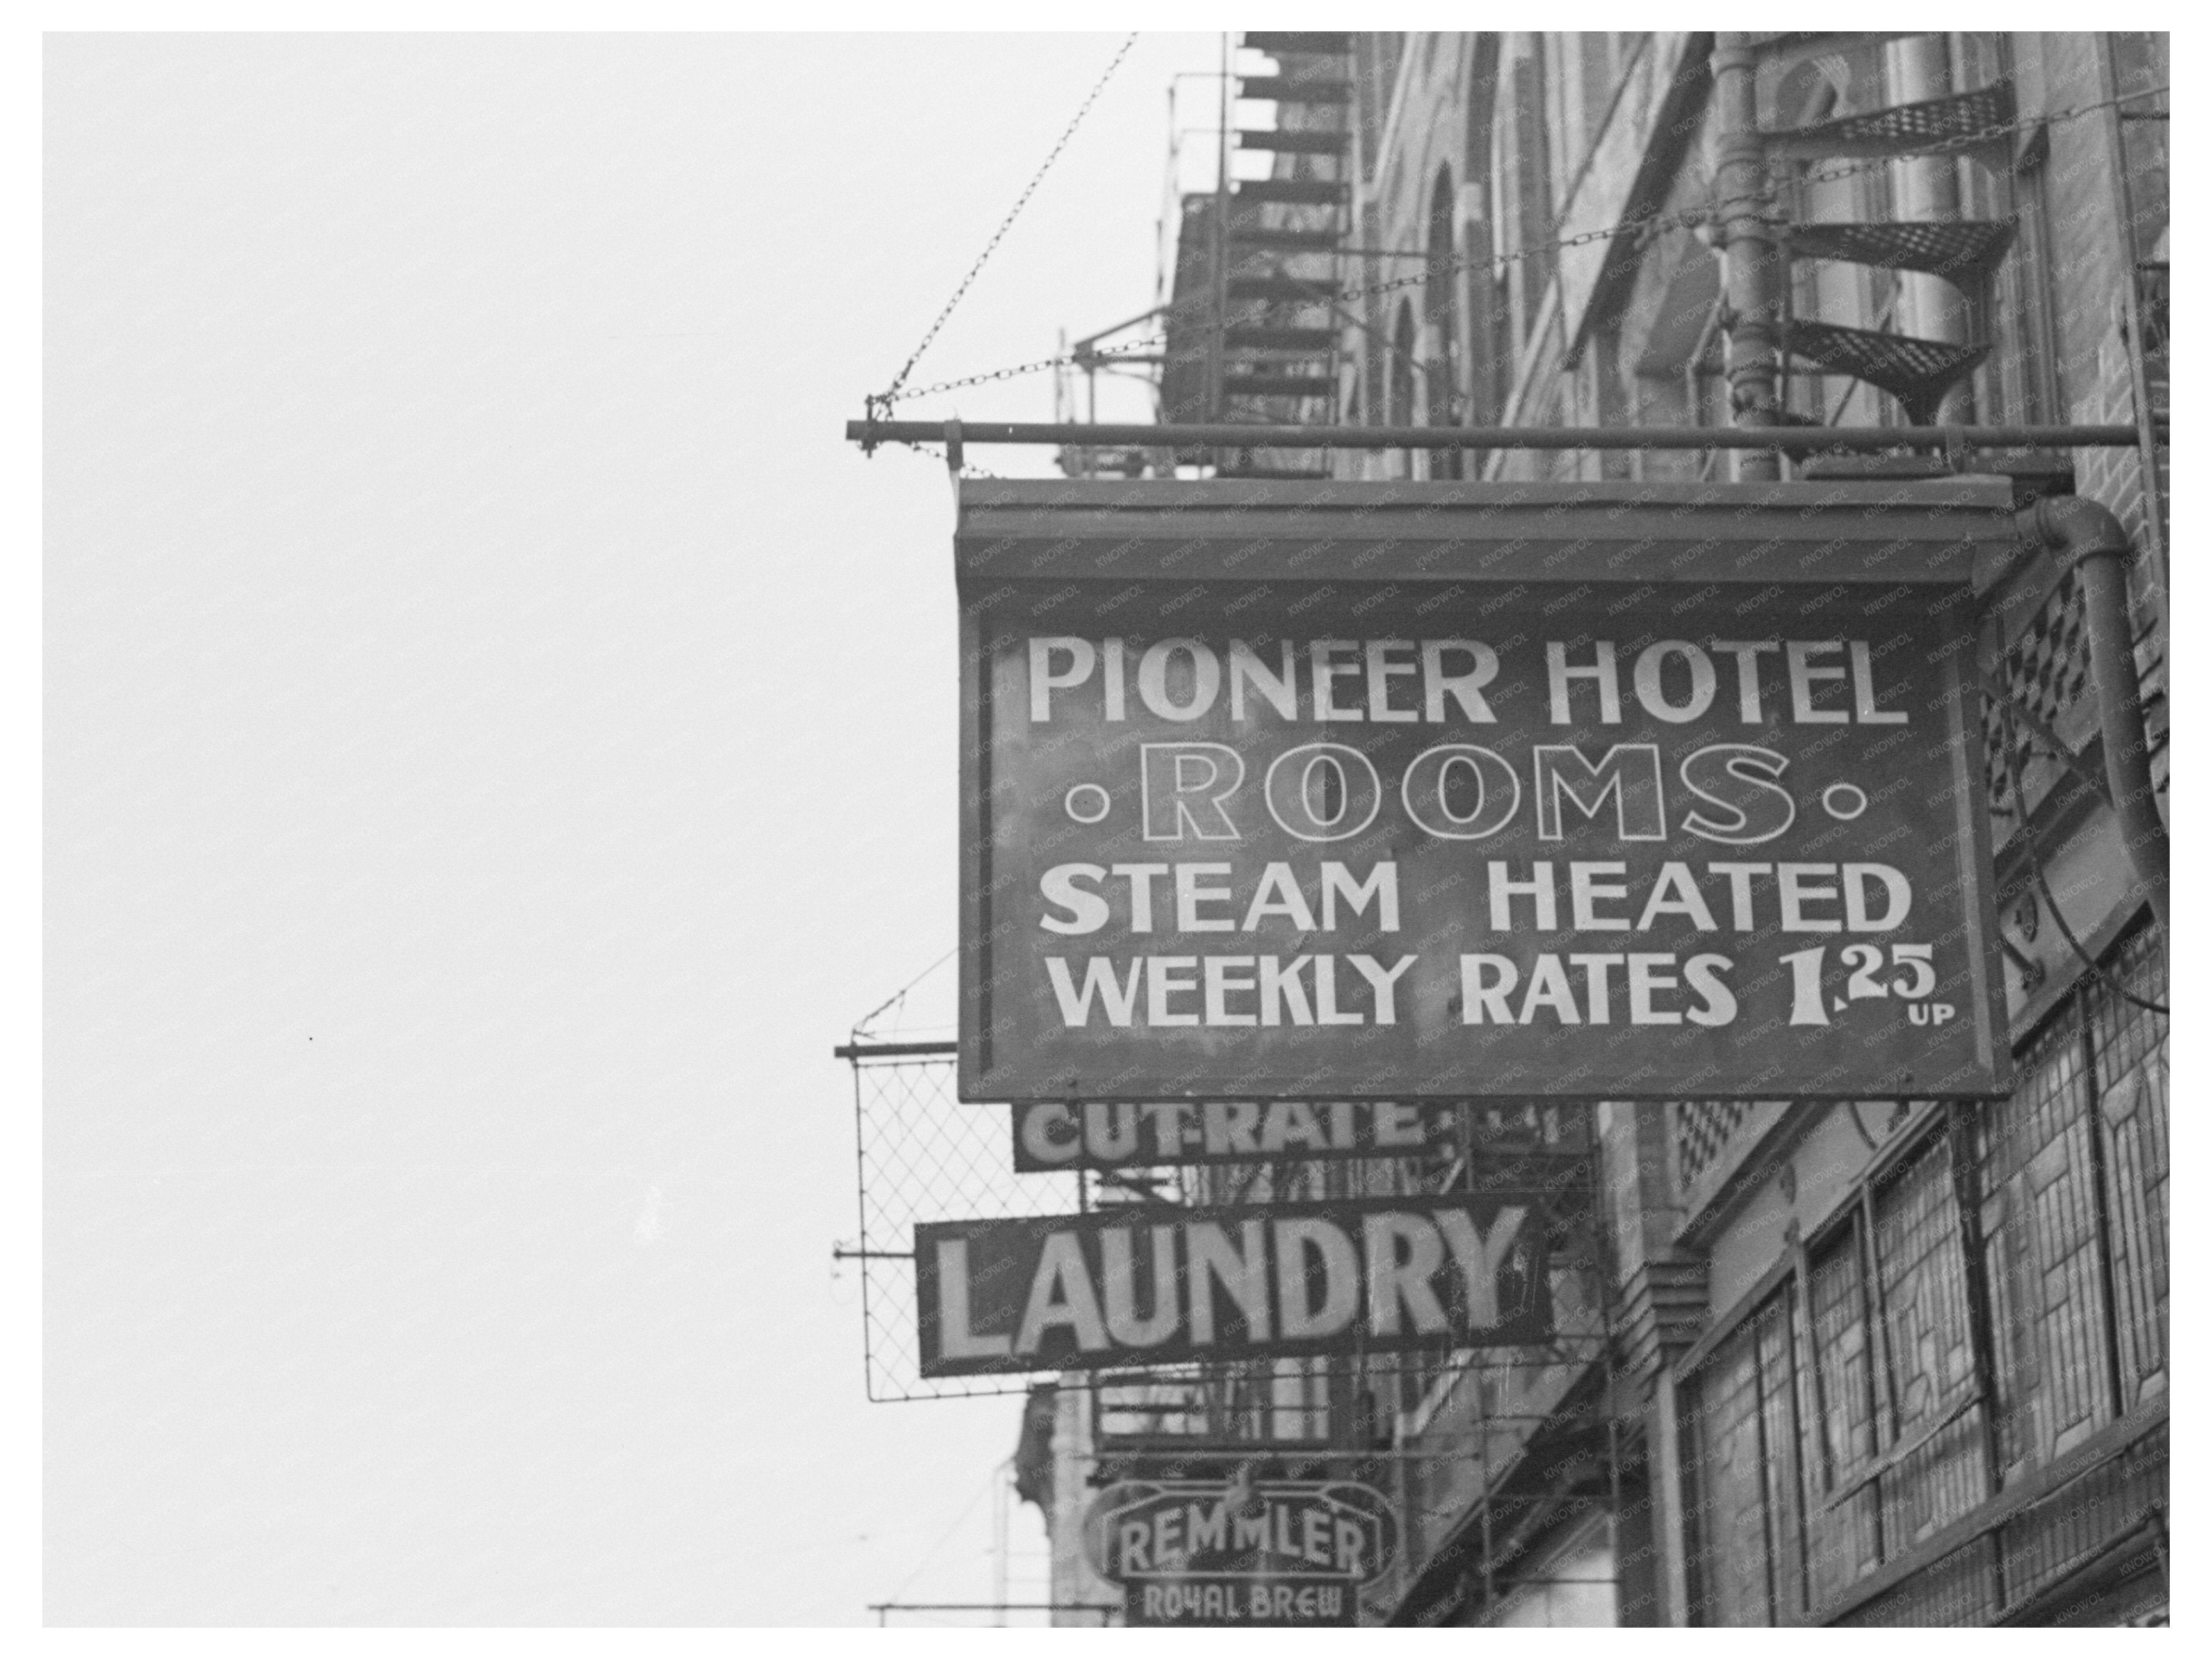 PIONEER HOTEL
• ROOMS •
STEAM HEATED
WEEKLY RATES 1.25 UP
CUT-RATE
LAUNDRY
REMMLER
ROYAL BREW